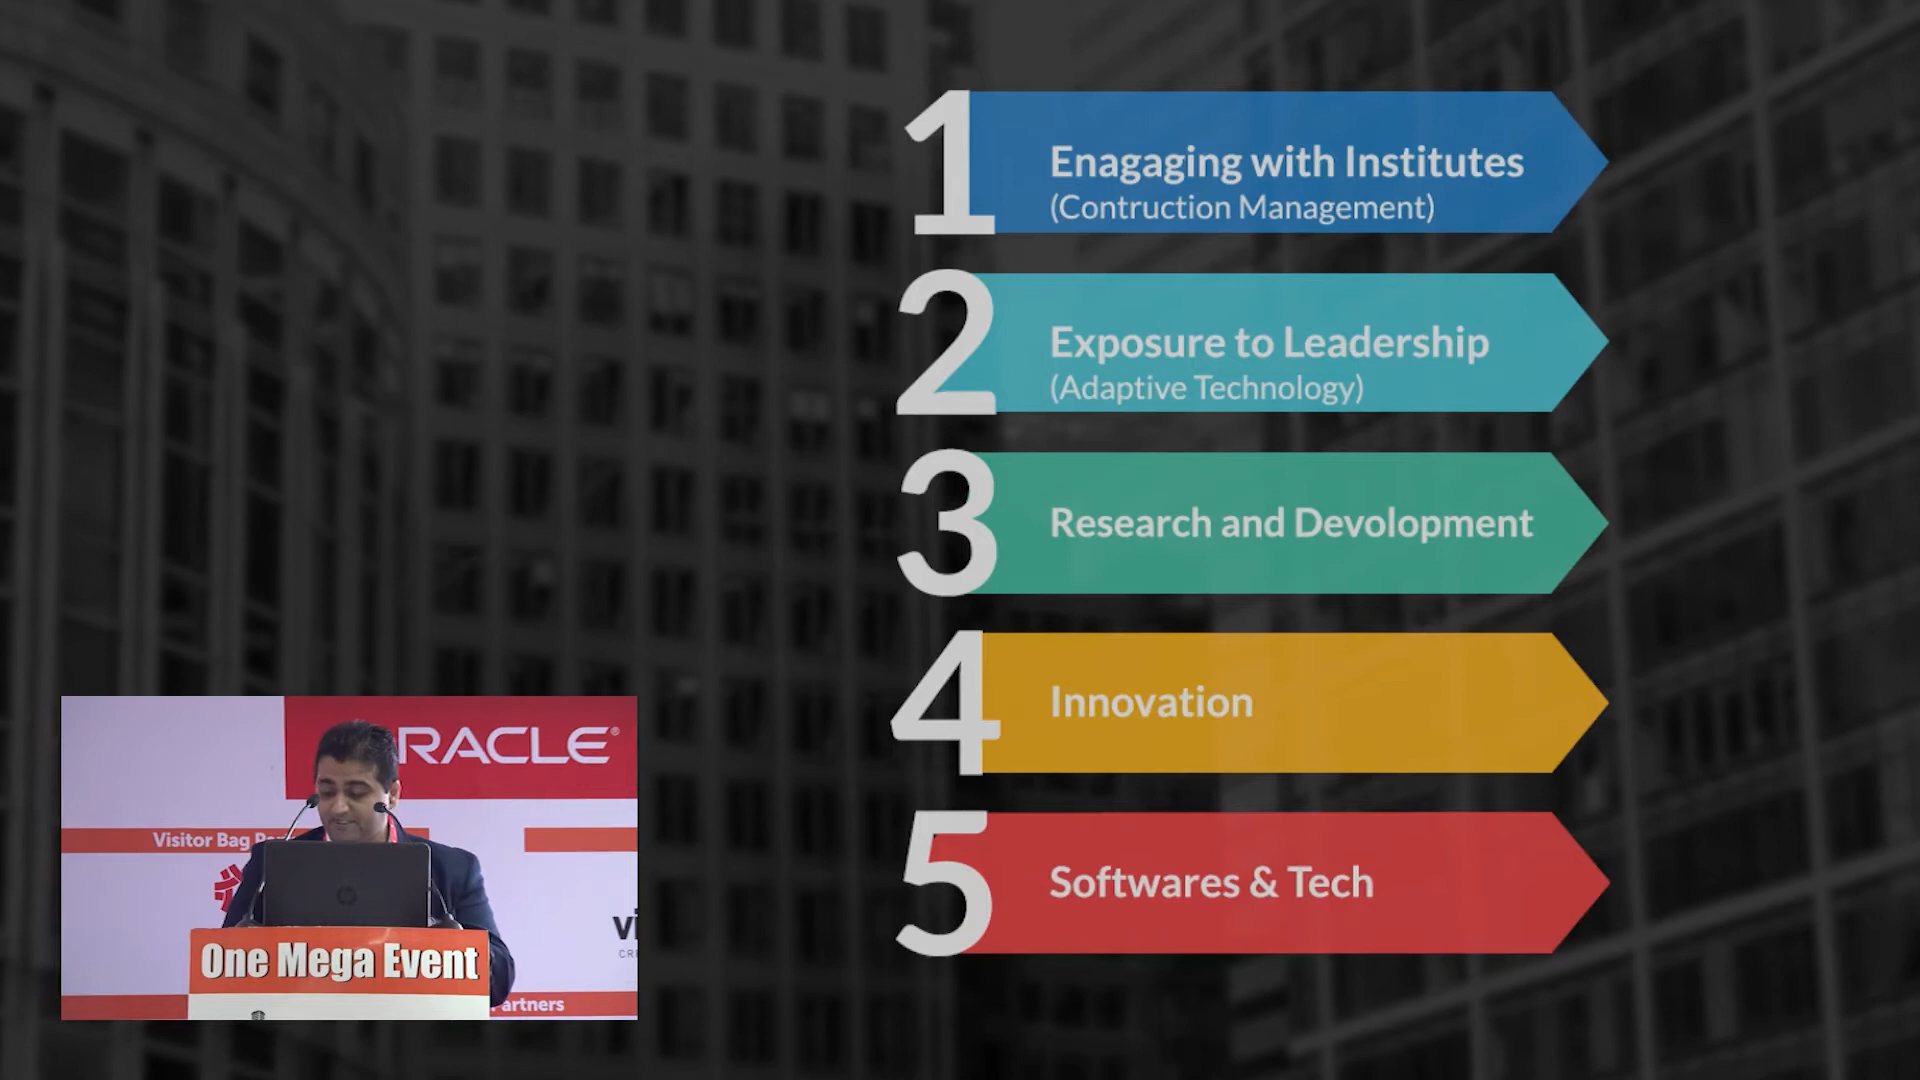 1
Enagaging with Institutes
(Contruction Management)
2
Exposure to Leadership
(Adaptive Technology)
3
Research and Devolopment
4
Innovation
5
Softwares & Tech
RACLE®
Visitor Bag
One Mega Event
artners